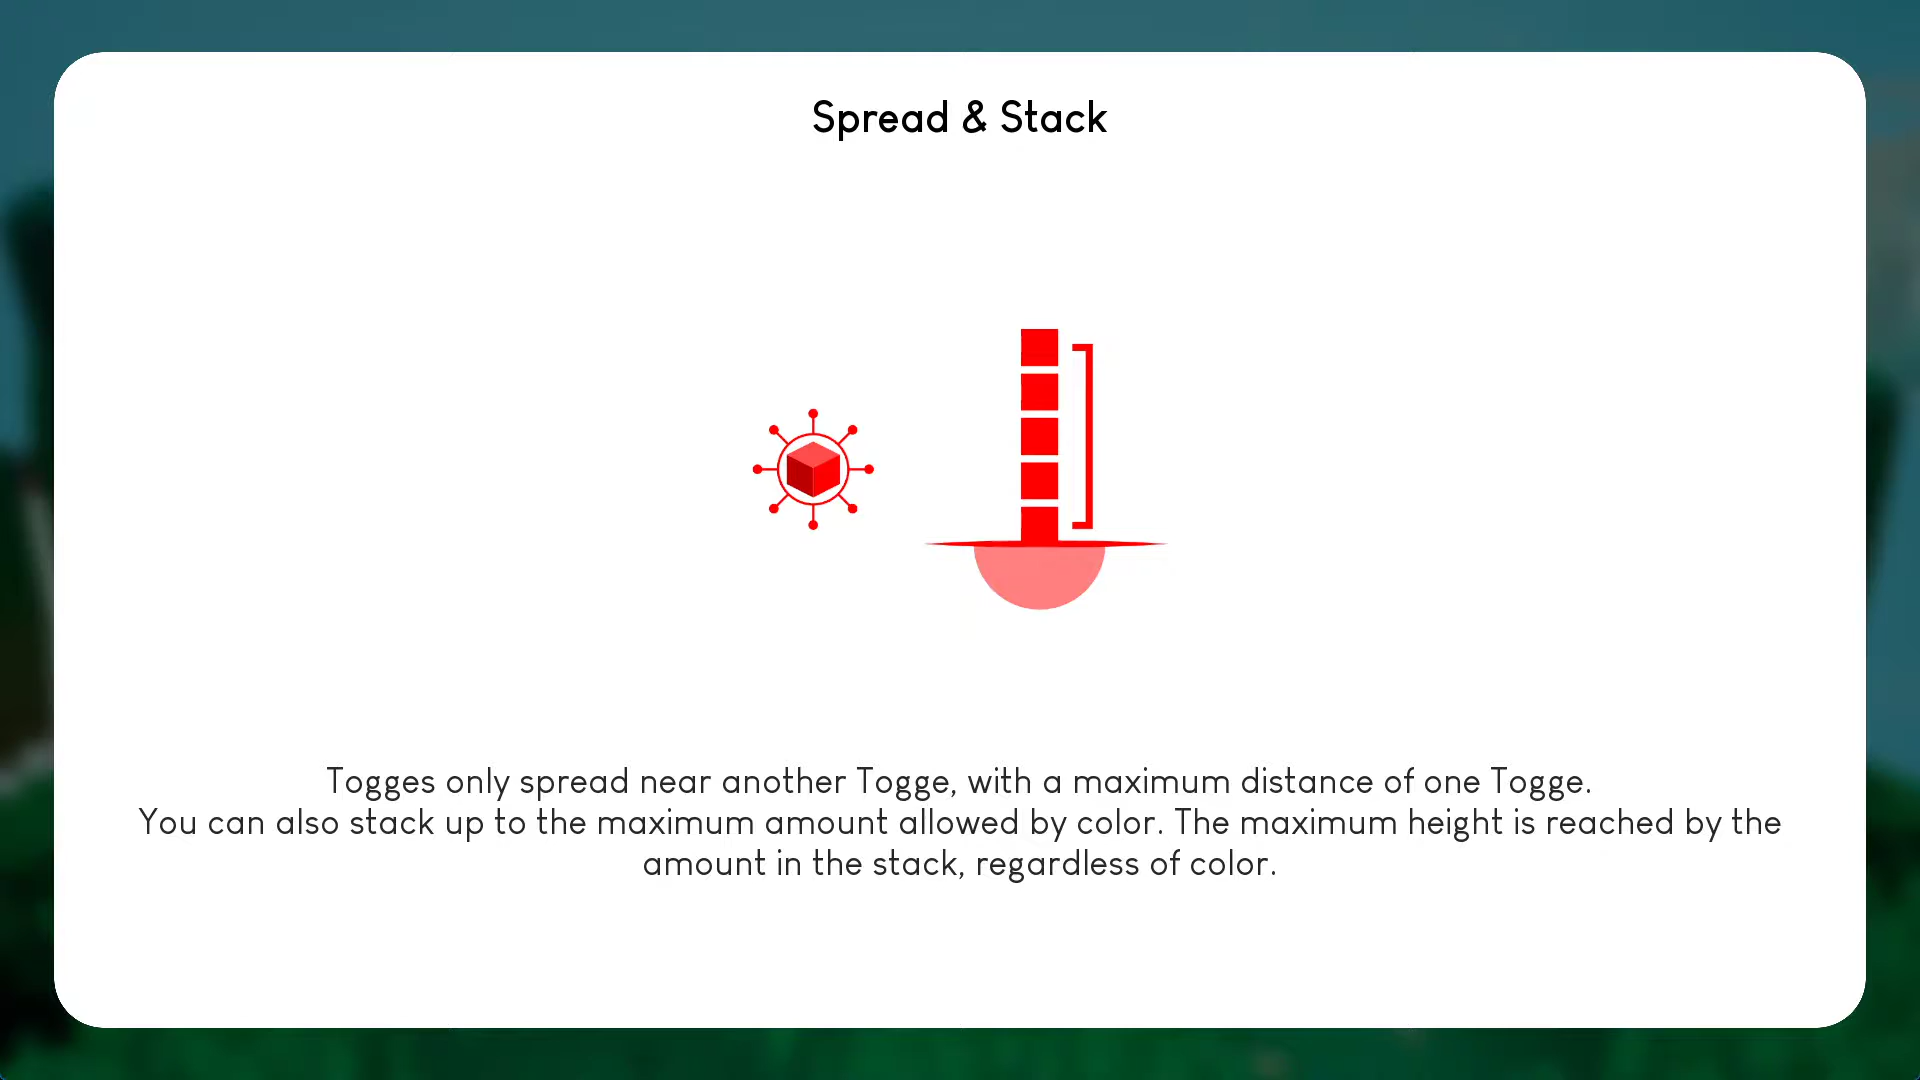 Spread & Stack
Togges only spread near another Togge, with a maximum distance of one Togge.
You can also stack up to the maximum amount allowed by color. The maximum height is reached by the
amount in the stack, regardless of color.